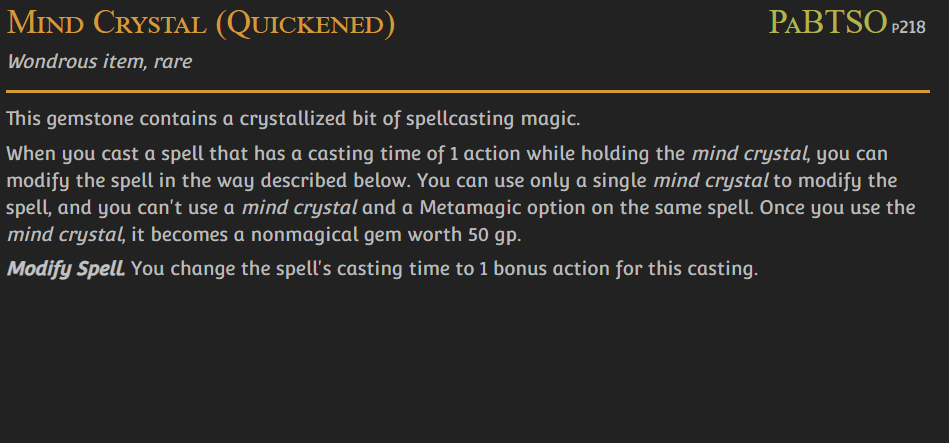 Mind Crystal (Quickened) PaBTSO p218
Wondrous item, rare
This gemstone contains a crystallized bit of spellcasting magic.
When you cast a spell that has a casting time of 1 action while holding the mind crystal, you can
modify the spell in the way described below. You can use only a single mind crystal to modify the
spell, and you can't use a mind crystal and a Metamagic option on the same spell. Once you use the
mind crystal, it becomes a nonmagical gem worth 50 gp.
Modify Spell. You change the spell's casting time to 1 bonus action for this casting.